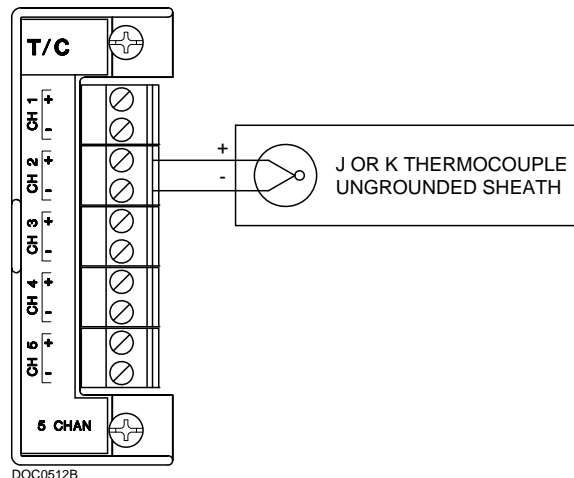 T/C
CH 1 + -
CH 2 + -
CH 3 + -
CH 4 + -
CH 5 + -
5 CHAN
+
-
J OR K THERMOCOUPLE
UNGROUNDED SHEATH
DOC0512B